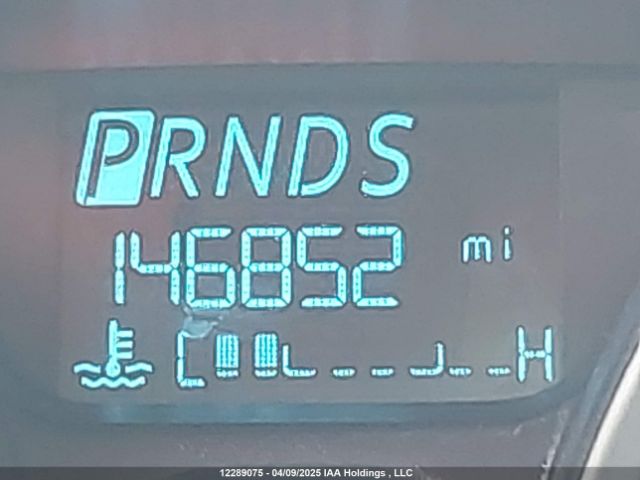 PRNDS
146852 mi
C H
12289075 - 04/09/2025 IAA Holdings , LLC